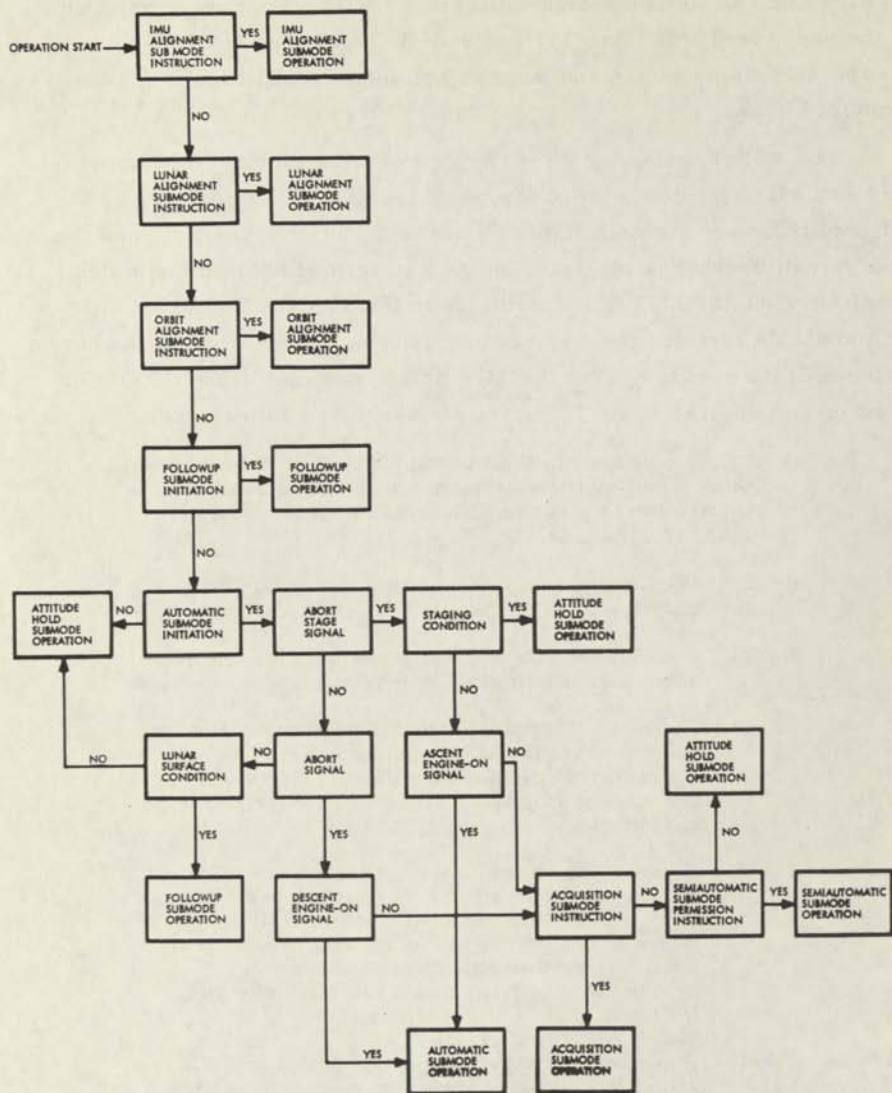 OPERATION START
IMU
ALIGNMENT
SUB MODE
INSTRUCTION
YES
IMU
ALIGNMENT
SUBMODE
OPERATION
NO
LUNAR
ALIGNMENT
SUBMODE
INSTRUCTION
YES
LUNAR
ALIGNMENT
SUBMODE
OPERATION
NO
ORBIT
ALIGNMENT
SUBMODE
INSTRUCTION
YES
ORBIT
ALIGNMENT
SUBMODE
OPERATION
NO
FOLLOWUP
SUBMODE
INITIATION
YES
FOLLOWUP
SUBMODE
OPERATION
NO
ATTITUDE
HOLD
SUBMODE
OPERATION
NO
AUTOMATIC
SUBMODE
INITIATION
YES
ABORT
STAGE
SIGNAL
YES
STAGING
CONDITION
YES
ATTITUDE
HOLD
SUBMODE
OPERATION
NO
NO
NO
LUNAR
SURFACE
CONDITION
NO
ABORT
SIGNAL
ASCENT
ENGINE-ON
SIGNAL
NO
ATTITUDE
HOLD
SUBMODE
OPERATION
YES
YES
YES
NO
FOLLOWUP
SUBMODE
OPERATION
DESCENT
ENGINE-ON
SIGNAL
NO
ACQUISITION
SUBMODE
INSTRUCTION
NO
SEMIAUTOMATIC
SUBMODE
PERMISSION
INSTRUCTION
YES
SEMIAUTOMATIC
SUBMODE
OPERATION
YES
YES
AUTOMATIC
SUBMODE
OPERATION
ACQUISITION
SUBMODE
OPERATION